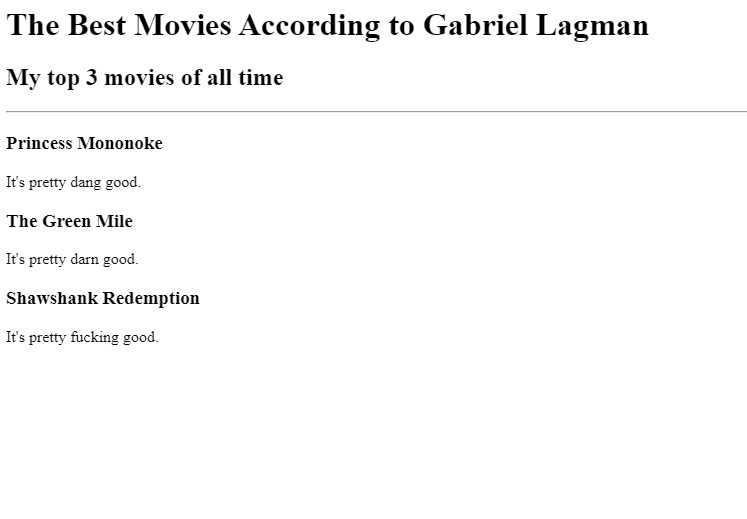 The Best Movies According to Gabriel Lagman
My top 3 movies of all time
Princess Mononoke
It's pretty dang good.
The Green Mile
It's pretty darn good.
Shawshank Redemption
It's pretty fucking good.